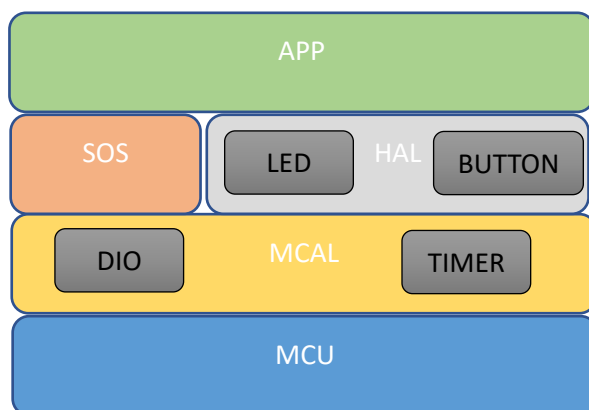 APP
SOS
LED
HAL
BUTTON
DIO
MCAL
TIMER
MCU